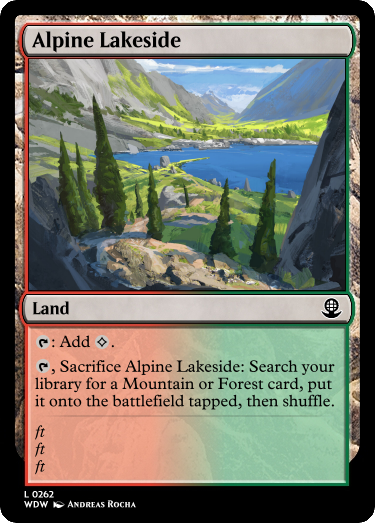 Alpine Lakeside
Land
: Add .
, Sacrifice Alpine Lakeside: Search your
library for a Mountain or Forest card, put
it onto the battlefield tapped, then shuffle.
ft
ft
ft
L 0262
WDW Andreas Rocha